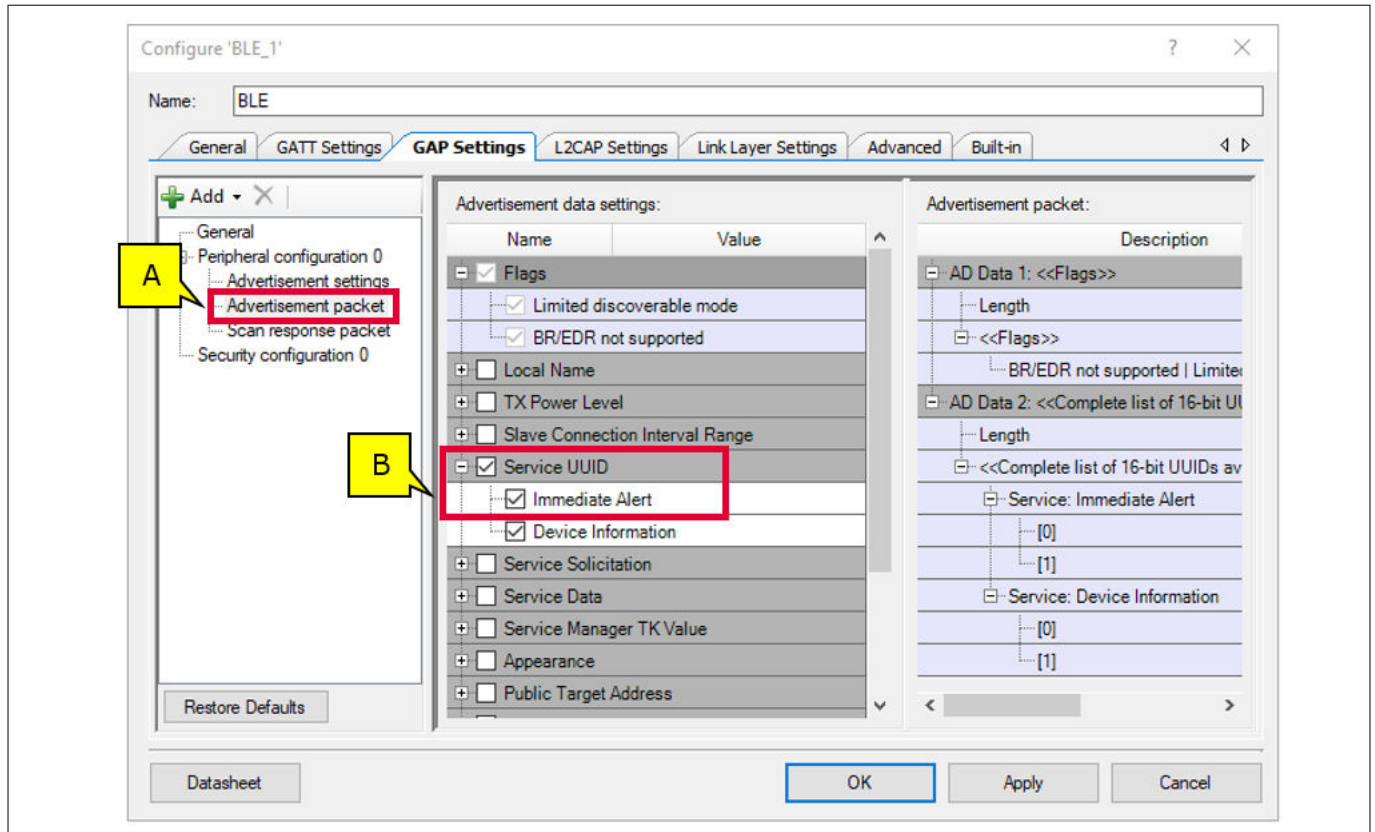 Configure 'BLE_1'
?
Name: BLE
General GATT Settings GAP Settings L2CAP Settings Link Layer Settings Advanced Built-in
Add
General
Peripheral configuration 0
Advertisement settings
Advertisement packet
Scan response packet
Security configuration 0
Restore Defaults
A
B
Advertisement data settings:
Name Value
Flags
Limited discoverable mode
BR/EDR not supported
Local Name
TX Power Level
Slave Connection Interval Range
Service UUID
Immediate Alert
Device Information
Service Solicitation
Service Data
Service Manager TK Value
Appearance
Public Target Address
Advertisement packet:
Description
AD Data 1: <<Flags>>
Length
<<Flags>>
BR/EDR not supported |
AD Data 2: <<Complete list of 16-bit
Length
<<Complete list of 16-bit UUIDs av
Service: Immediate Alert
[0]
[1]
Service: Device Information
[0]
[1]
Datasheet OK Apply Cancel